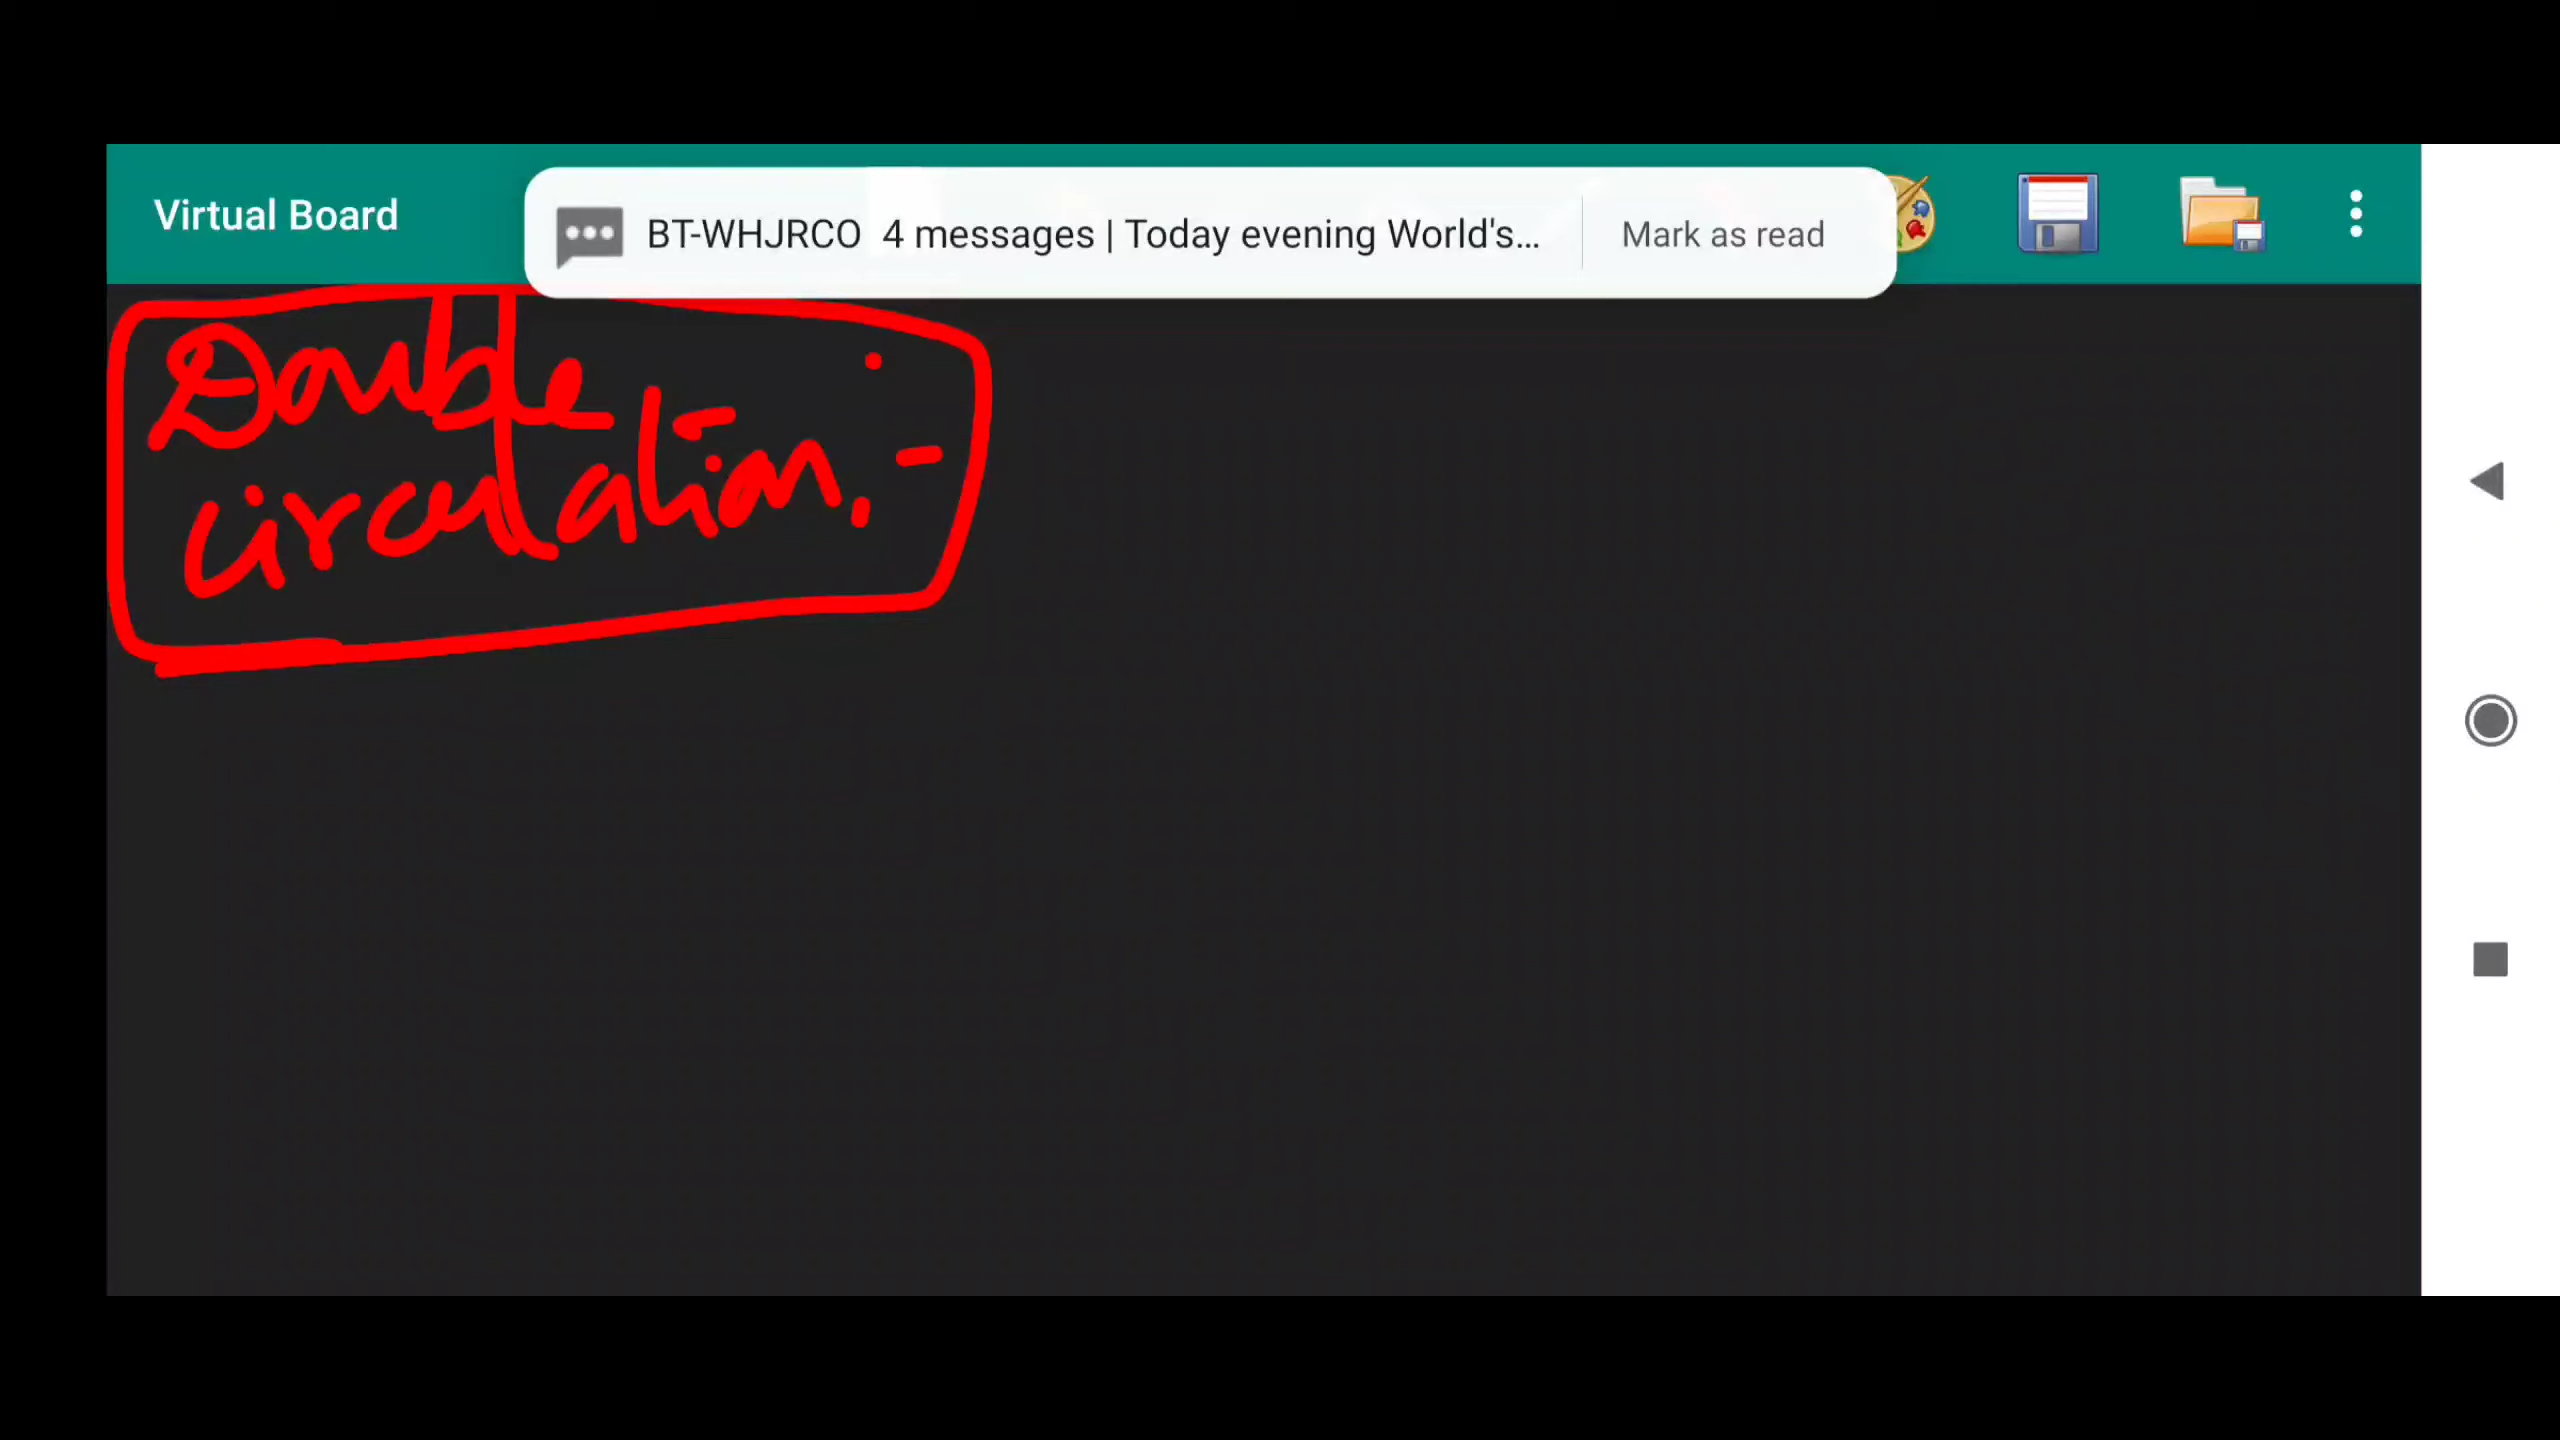 Virtual Board
BT-WHJRCO 4 messages | Today evening World's... Mark as read
Double
circulation. -